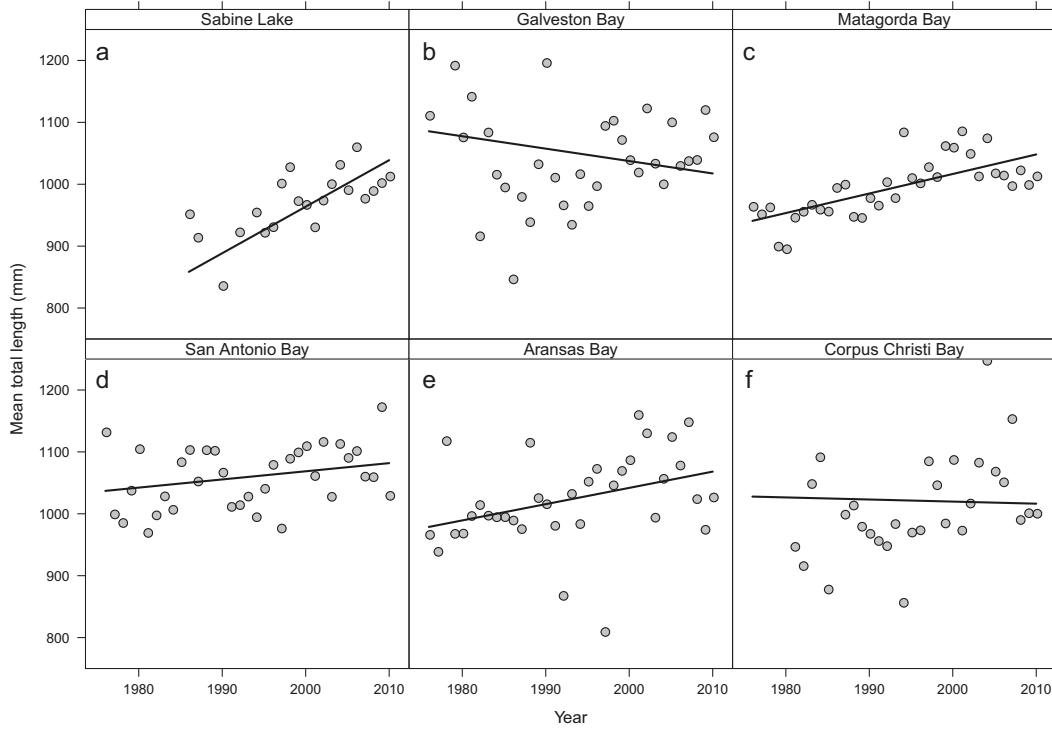 Sabine Lake Galveston Bay Matagorda Bay
a b c
1200
1100
1000
900
800
San Antonio Bay Aransas Bay Corpus Christi Bay
d e f
1200
1100
1000
900
800
Mean total length (mm)
1980 1990 2000 2010 1980 1990 2000 2010 1980 1990 2000 2010
Year